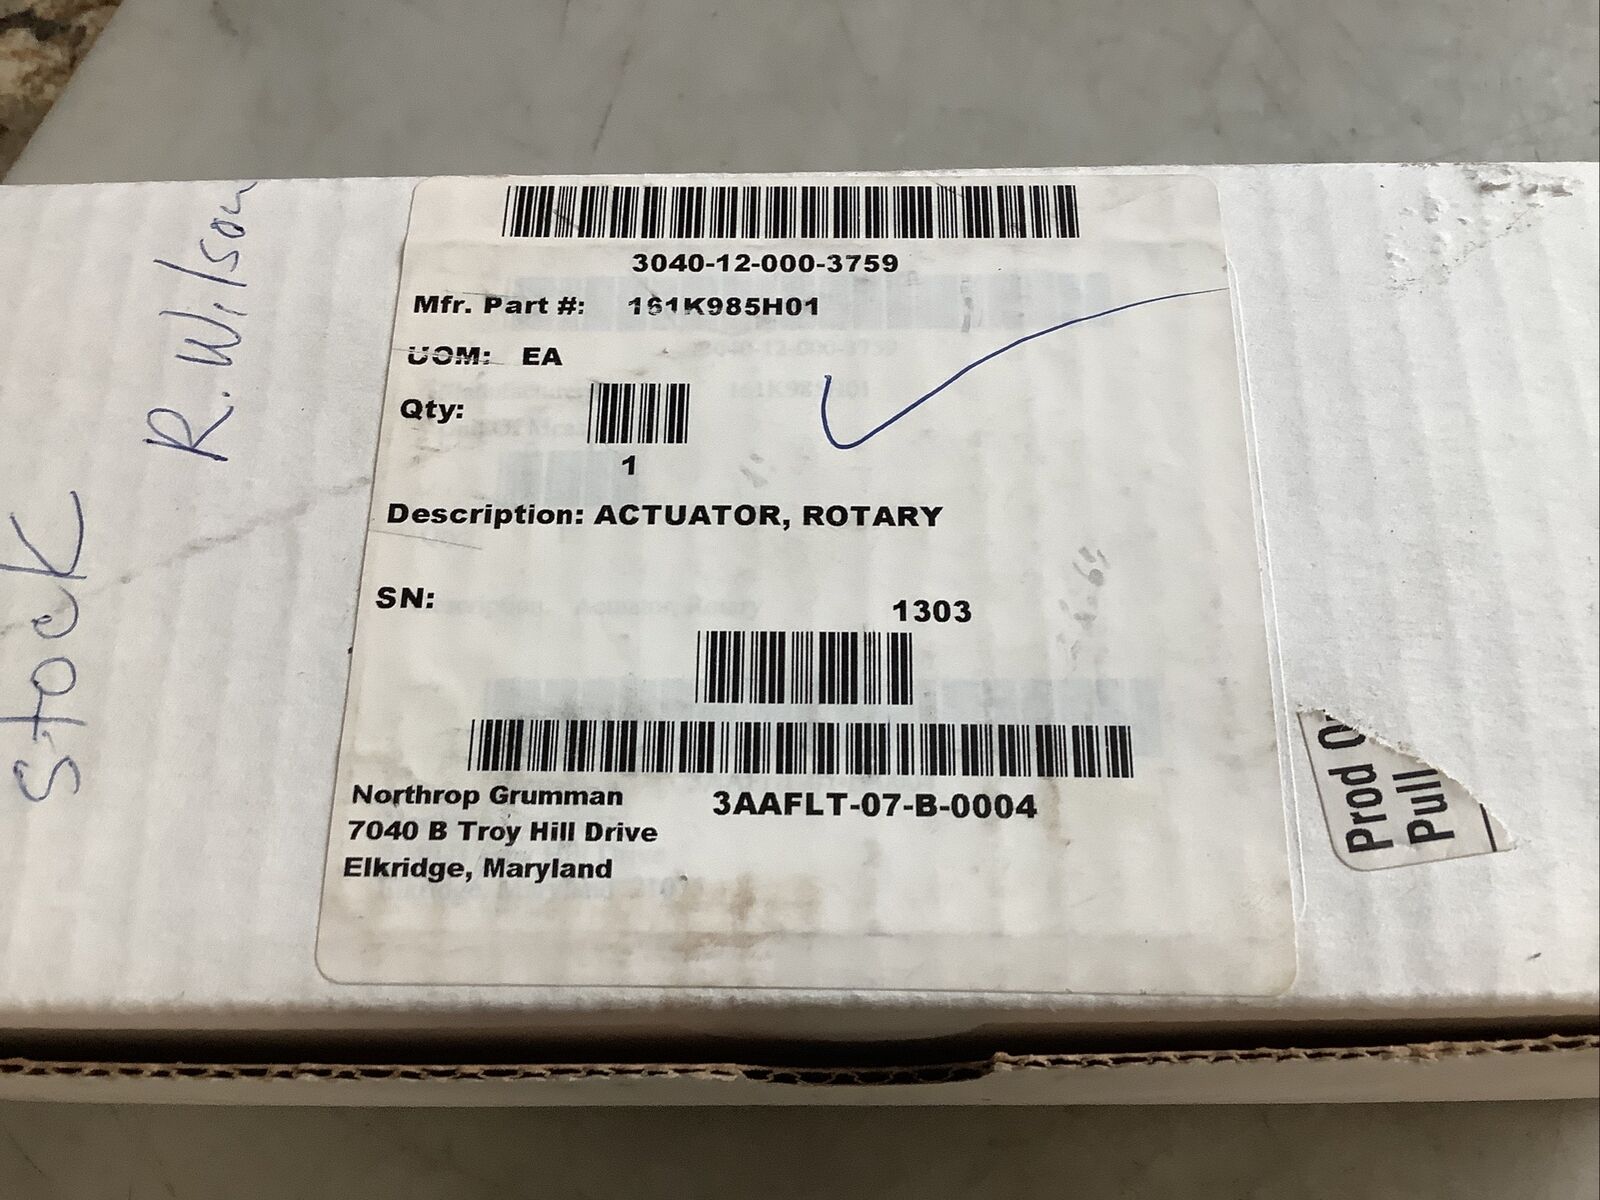 R. Wilson
Stock
3040-12-000-3759
Mfr. Part #: 161K985H01
UOM: EA
Qty:
1
Description: ACTUATOR, ROTARY
SN:
1303
3AAFLT-07-B-0004
Northrop Grumman
7040 B Troy Hill Drive
Elkridge, Maryland
Prod
Pull